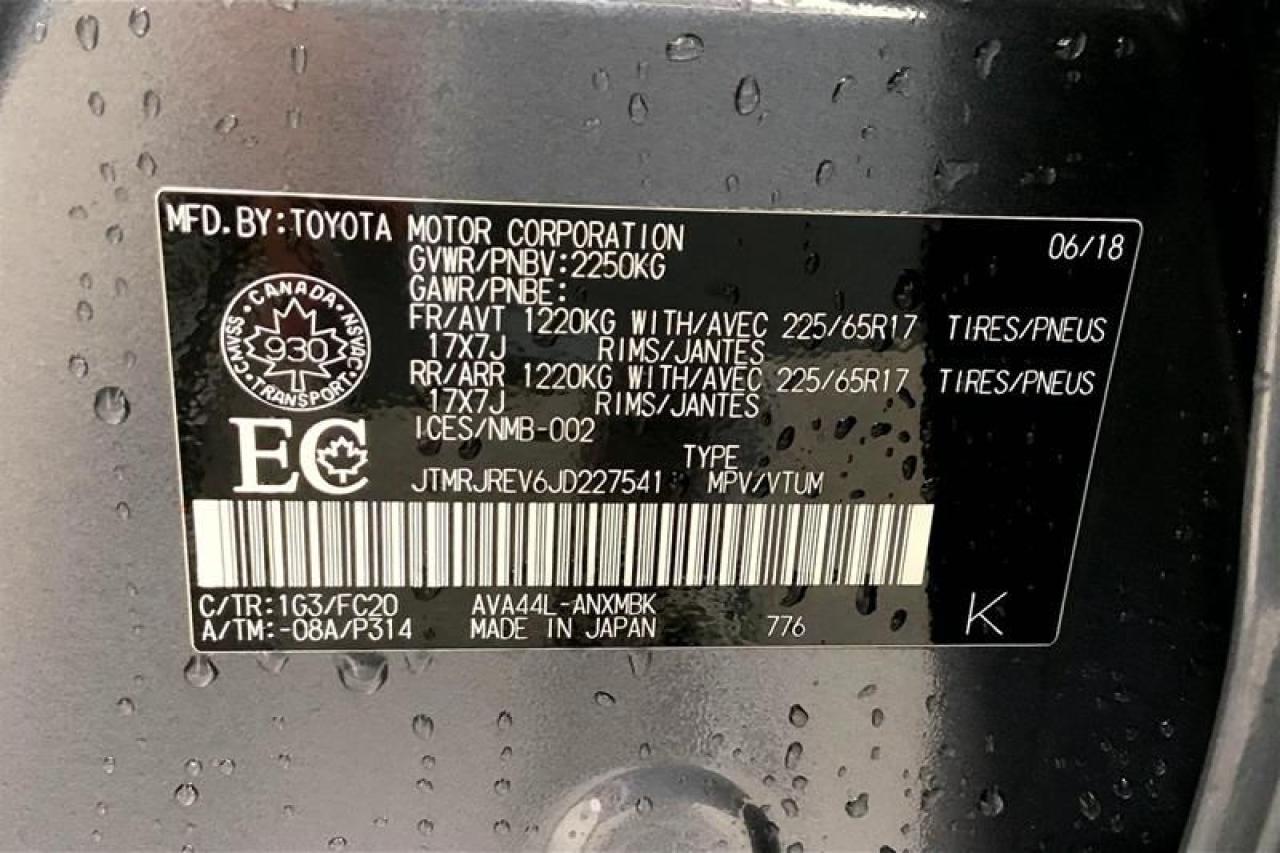 MFD. BY: TOYOTA MOTOR CORPORATION 06/18
GVWR/PNBV: 2250KG
GAWR/PNBE:
FR/AVT 1220KG WITH/AVEC 225/65R17 TIRES/PNEUS
17X7J RIMS/JANTES
RR/ARR 1220KG WITH/AVEC 225/65R17 TIRES/PNEUS
17X7J RIMS/JANTES
ICES/NMB-002
CANADA · NSVAC · TRANSPORT · CMVSS
930
EC
TYPE
JTMRJREV6JD227541 MPV/VTUM
C/TR: 1G3/FC20 AVA44L-ANXMBK
A/TM: -08A/P314 MADE IN JAPAN 776 K